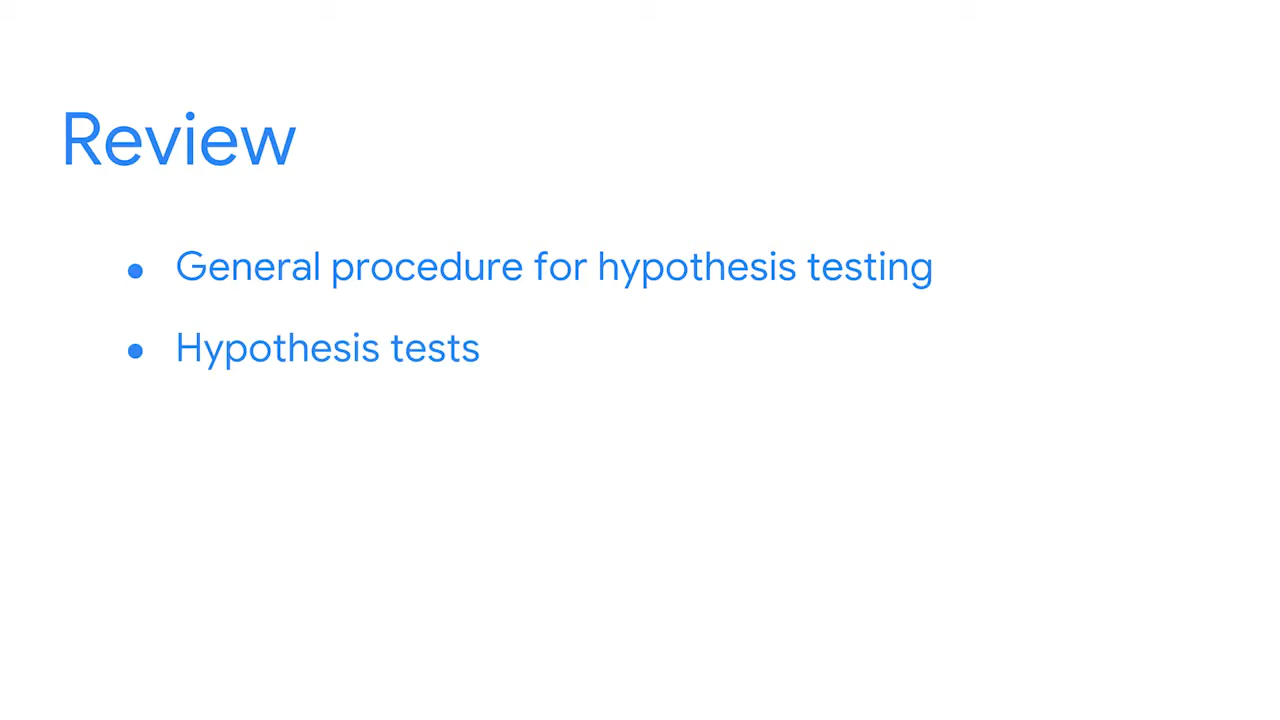 Review
• General procedure for hypothesis testing
• Hypothesis tests